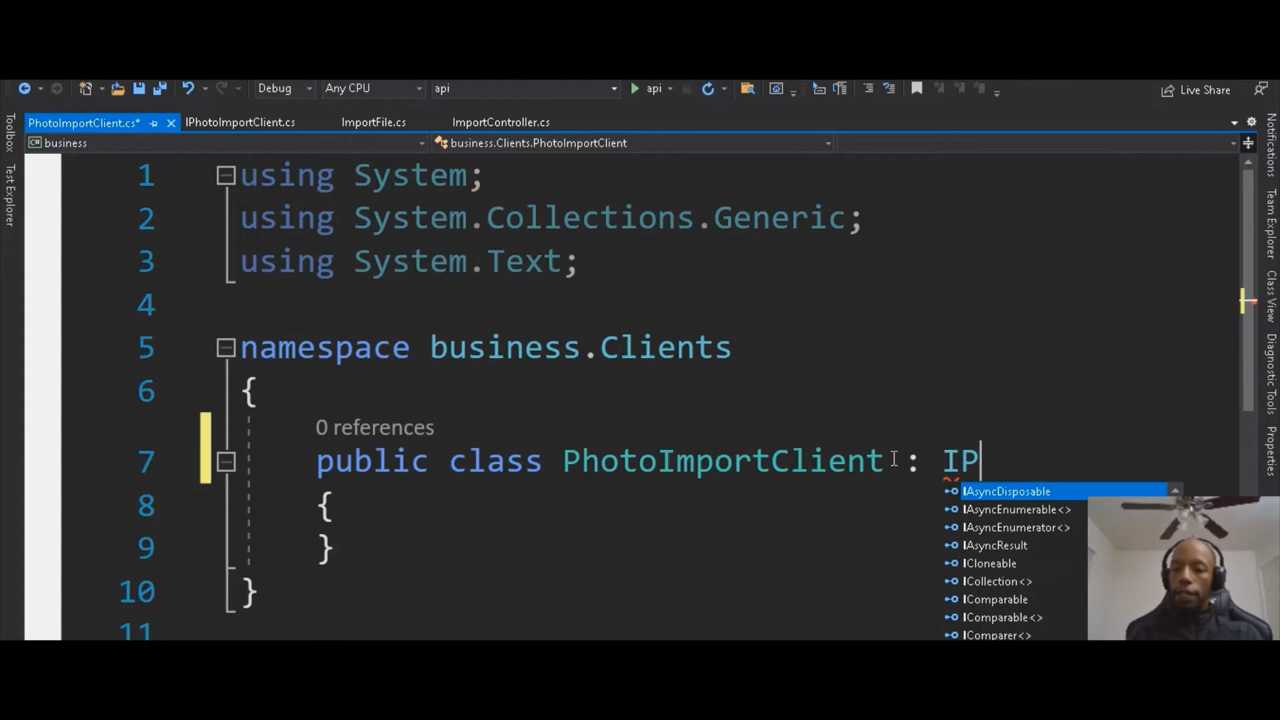 Debug
Any CPU
api
api
Live Share
PhotoImportClient.cs*
IPhotoImportClient.cs
ImportFile.cs
ImportController.cs
business
business.Clients.PhotoImportClient
Toolbox
Test Explorer
1 using System;
2 using System.Collections.Generic;
3 using System.Text;
4
5 namespace business.Clients
6 {
0 references
7 public class PhotoImportClient : IP
8 {
9 }
10 }
11
IAsyncDisposable
IAsyncEnumerable<>
IAsyncEnumerator<>
IAsyncResult
ICloneable
ICollection<>
IComparable
IComparable<>
IComparer<>
Notifications
Team Explorer
Class View
Diagnostic Tools
Properties